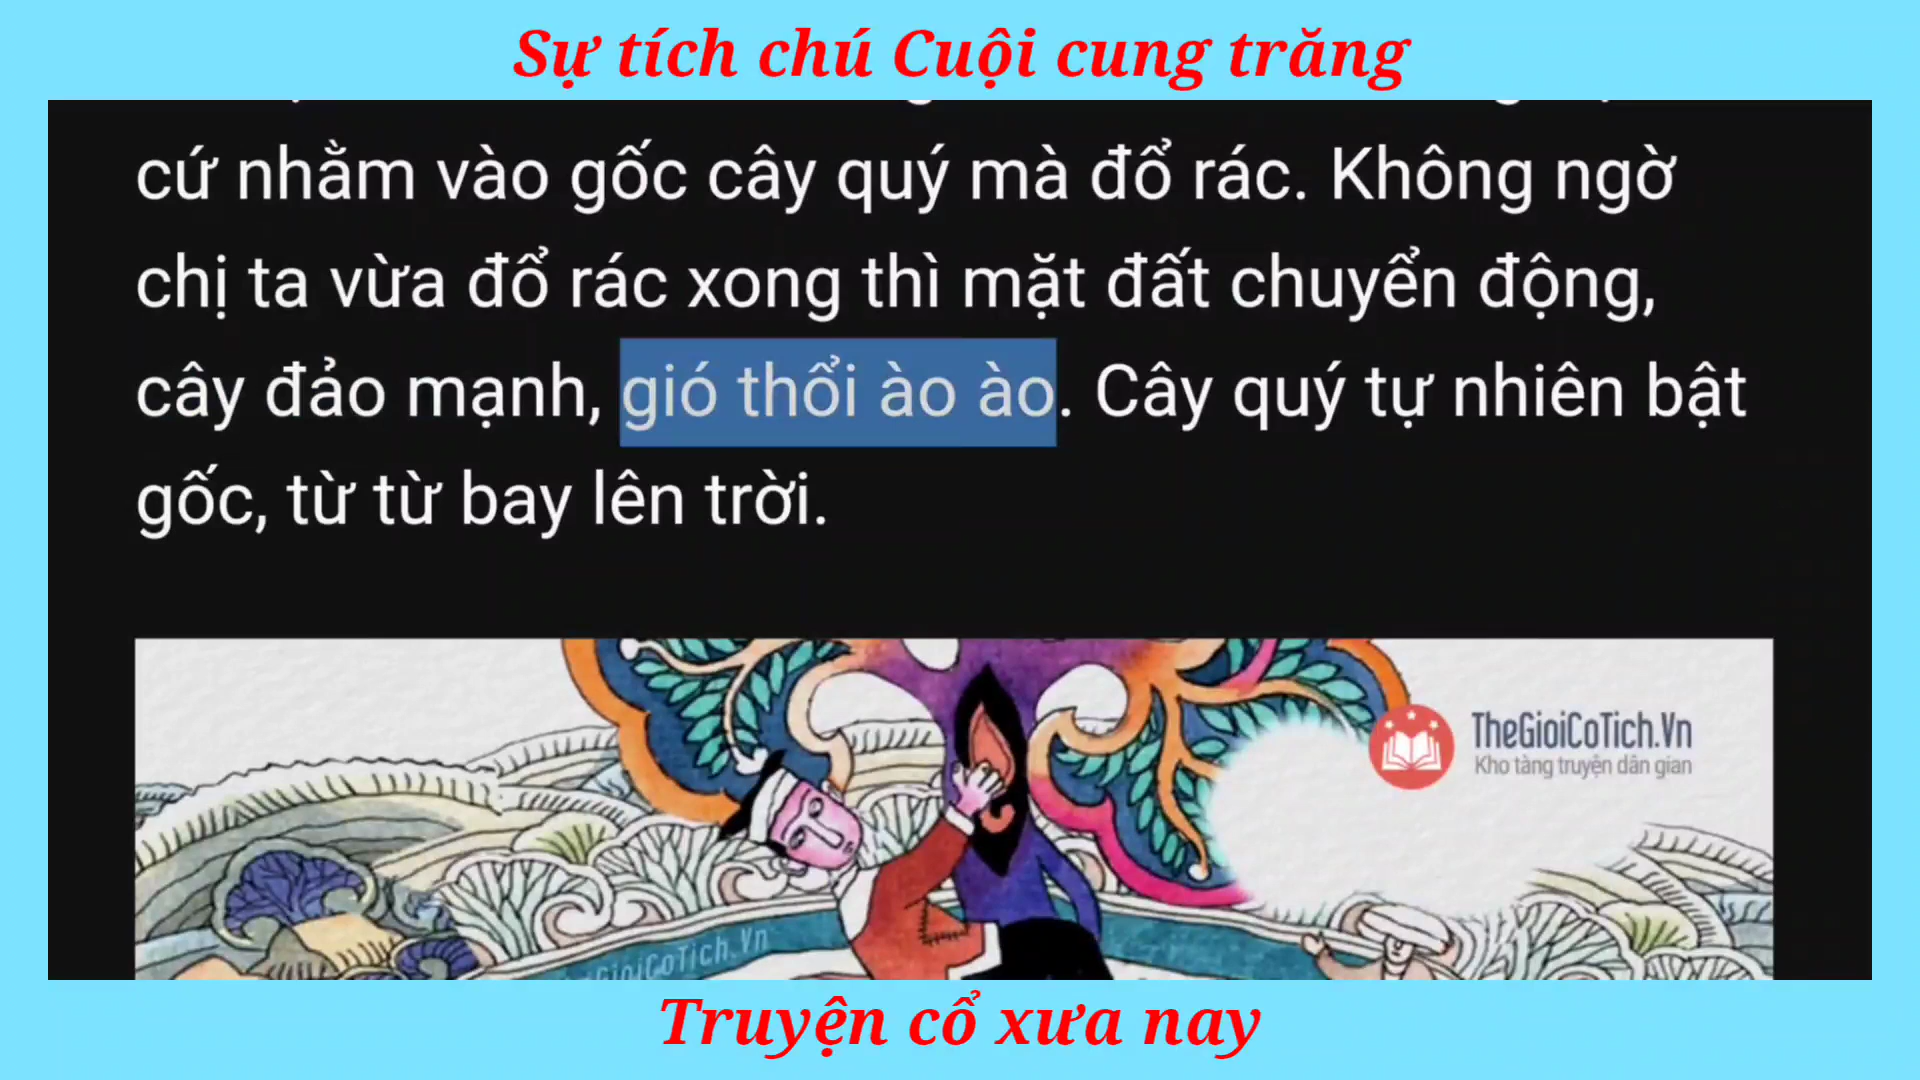 Sự tích chú Cuội cung trăng
cứ nhằm vào gốc cây quý mà đổ rác. Không ngờ
chị ta vừa đổ rác xong thì mặt đất chuyển động,
cây đảo mạnh, gió thổi ào ào. Cây quý tự nhiên bật
gốc, từ từ bay lên trời.
TheGioiCoTich.Vn
Kho tàng truyện dân gian
GioiCoTich.Vn
Truyện cổ xưa nay